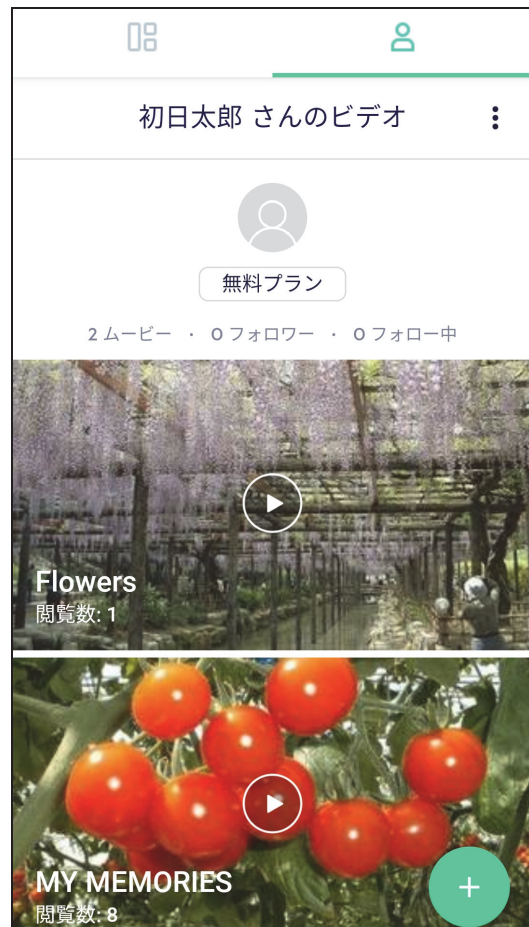 初日太郎 さんのビデオ
無料プラン
2 ムービー ・ 0 フォロワー ・ 0 フォロー中
Flowers
閲覧数: 1
MY MEMORIES
閲覧数: 8